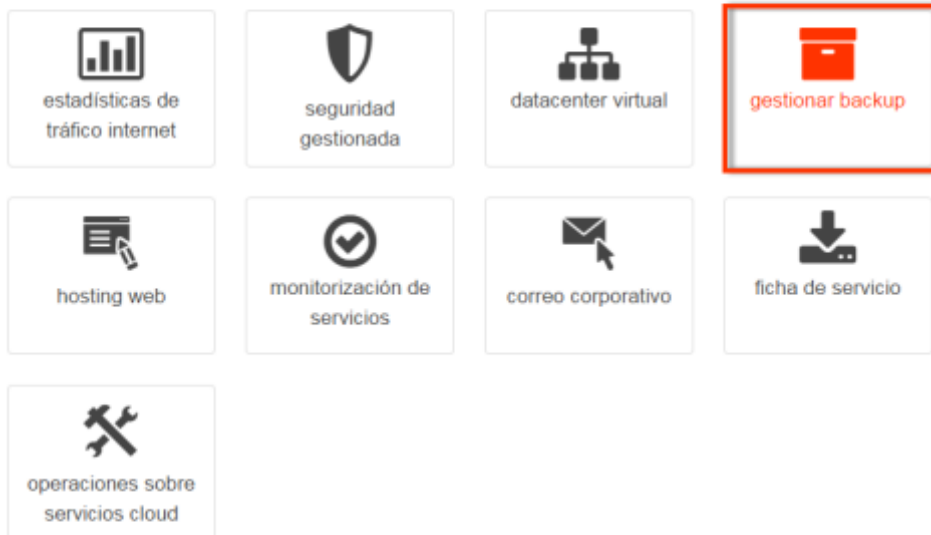 estadísticas de
tráfico internet
seguridad
gestionada
datacenter virtual
gestionar backup
hosting web
monitorización de
servicios
correo corporativo
ficha de servicio
operaciones sobre
servicios cloud